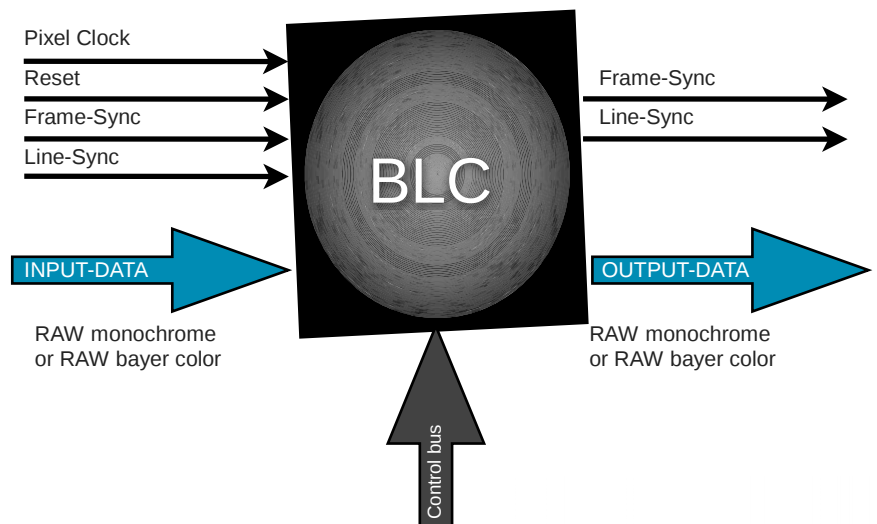 Pixel Clock
Reset
Frame-Sync
Line-Sync
INPUT-DATA
RAW monochrome
or RAW bayer color
BLC
Frame-Sync
Line-Sync
OUTPUT-DATA
RAW monochrome
or RAW bayer color
Control bus